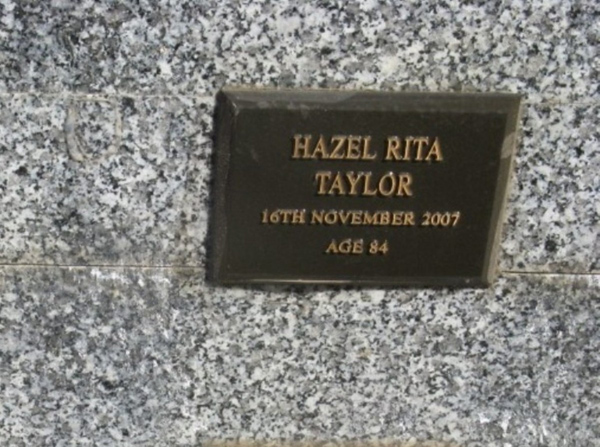 HAZEL RITA
TAYLOR
16TH NOVEMBER 2007
AGE 84